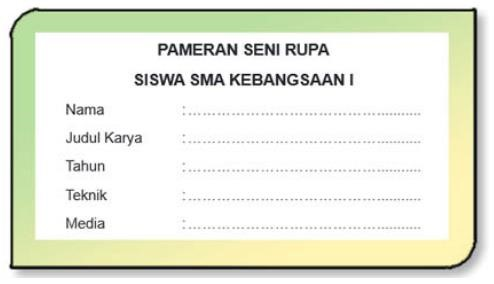 PAMERAN SENI RUPA
SISWA SMA KEBANGSAAN I
Nama :..............................................
Judul Karya :..............................................
Tahun :..............................................
Teknik :..............................................
Media :..............................................